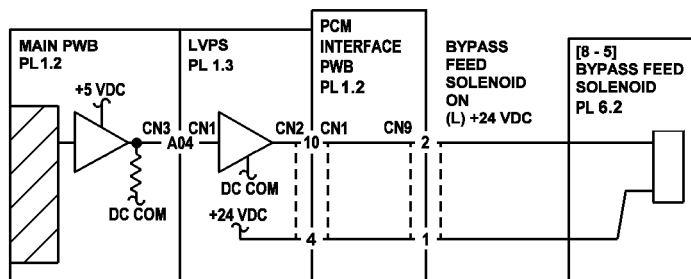 MAIN PWB
PL 1.2
+5 VDC
CN3
A04
DC COM
LVPS
PL 1.3
CN1
DC COM
+24 VDC
CN2
10
4
PCM
INTERFACE
PWB
PL 1.2
CN1
CN9
2
1
BYPASS
FEED
SOLENOID
ON
(L) +24 VDC
[8 - 5]
BYPASS FEED
SOLENOID
PL 6.2